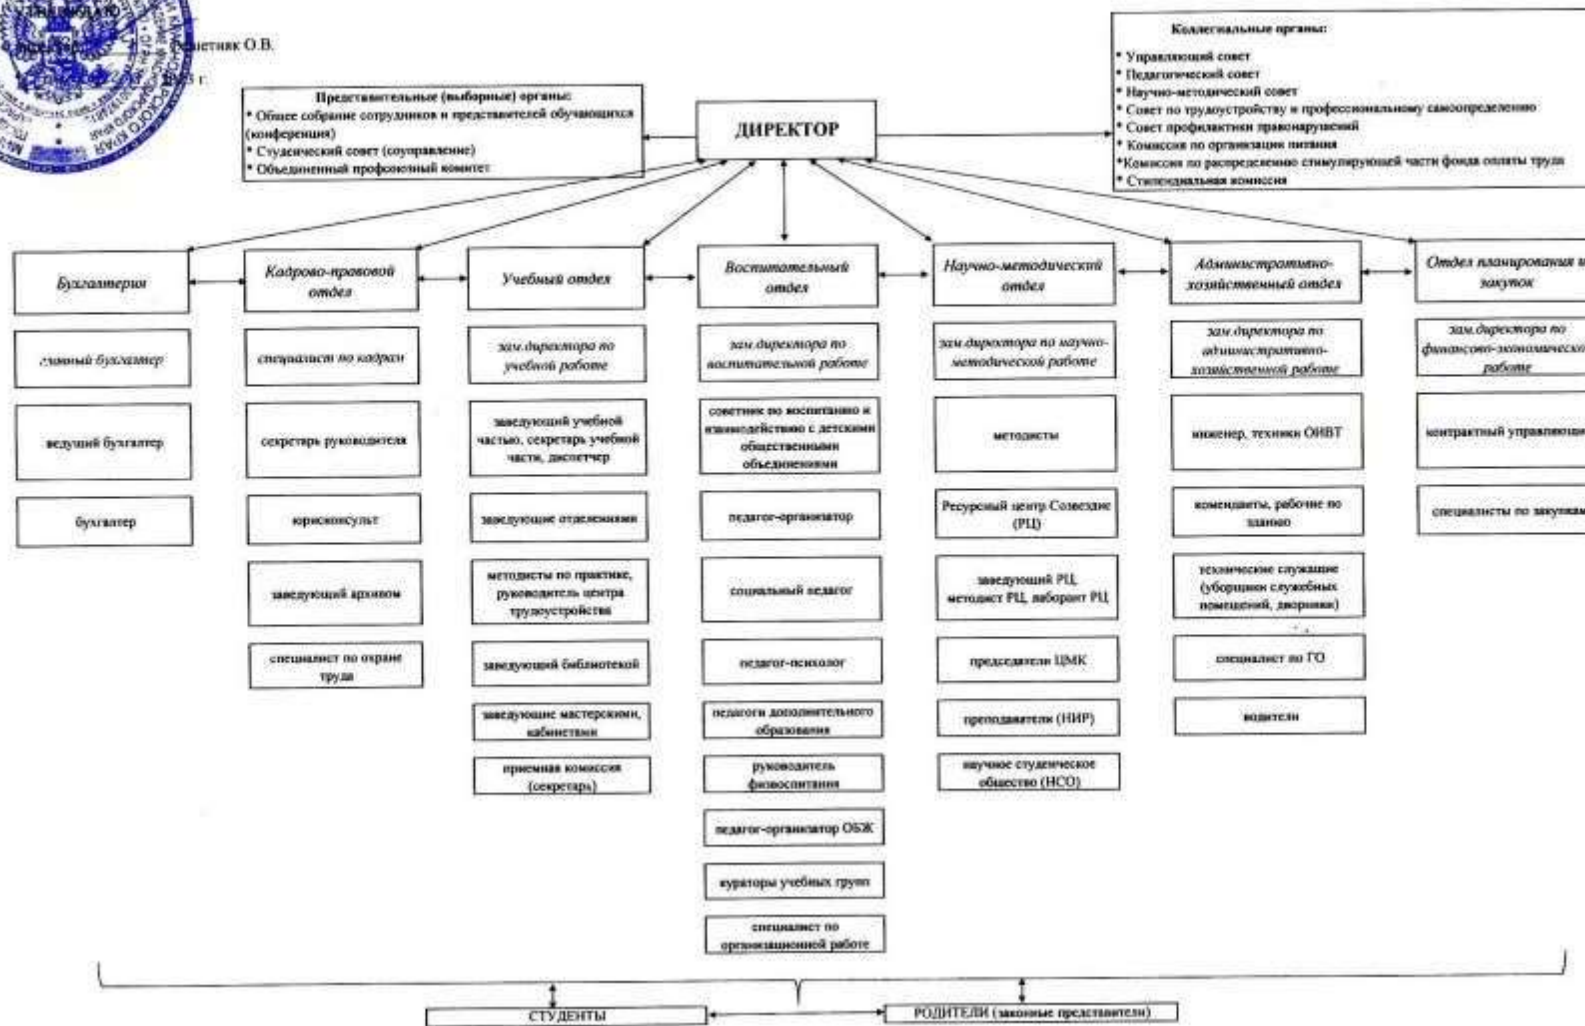 О.В.
Представительные (выборные) органы:
* Общее собрание сотрудников и представителей обучающихся
(конференция)
* Студенческий совет (соуправление)
* Объединенный профсоюзный комитет
ДИРЕКТОР
Коллегиальные органы:
* Управляющий совет
* Педагогический совет
* Научно-методический совет
* Совет по трудоустройству и профессиональному самоопределению
* Совет профилактики правонарушений
* Комиссия по организации питания
*Комиссия по распределению стимулирующей части фонда оплаты труда
* Стипендиальная комиссия
Бухгалтерия
Кадрово-правовой
отдел
Учебный отдел
Воспитательный
отдел
Научно-методический
отдел
Административно-
хозяйственный отдел
Отдел планирования и
закупок
главный бухгалтер
специалист по кадрам
зам.директора по
учебной работе
зам.директора по
воспитательной работе
зам.директора по научно-
методической работе
зам.директора по
административно-
хозяйственной работе
зам.директора по
финансово-экономическо
работе
ведущий бухгалтер
секретарь руководителя
заведующий учебной
частью, секретарь учебной
части, диспетчер
советник по воспитанию и
взаимодействию с детскими
общественными
объединениями
методисты
инженер, техники ОИВТ
контрактный управляющи
бухгалтер
юрисконсульт
заведующие отделениями
педагог-организатор
Ресурсный центр Созвездие
(РЦ)
коменданты, рабочие по
зданию
специалисты по закупкам
заведующий архивом
методисты по практике,
руководитель центра
трудоустройства
социальный педагог
заведующий РЦ,
методист РЦ, лаборант РЦ
технические служащие
(уборщики служебных
помещений, дворники)
специалист по охране
труда
заведующий библиотекой
педагог-психолог
председатели ЦМК
специалист по ГО
заведующие мастерскими,
кабинетами
педагоги дополнительного
образования
преподаватели (НИР)
водители
приемная комиссия
(секретарь)
руководитель
физвоспитания
научное студенческое
общество (НСО)
педагог-организатор ОБЖ
кураторы учебных групп
специалист по
организационной работе
СТУДЕНТЫ
РОДИТЕЛИ (законные представители)